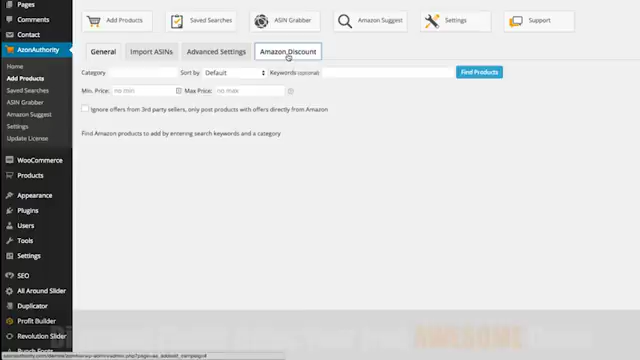 Pages
Comments
Contact
AzonAuthority
Home
Add Products
Saved Searches
ASIN Grabber
Amazon Suggest
Settings
Update License
WooCommerce
Products
Appearance
Plugins
Users
Tools
Settings
SEO
All Around Slider
Duplicator
Profit Builder
Revolution Slider
Add Products
Saved Searches
ASIN Grabber
Amazon Suggest
Settings
Support
General
Import ASINs
Advanced Settings
Amazon Discount
Category
Sort by
Default
Keywords (optional)
Find Products
Min. Price:
no min
Max Price:
no max
Ignore offers from 3rd party sellers, only post products with offers directly from Amazon
Find Amazon products to add by entering search keywords and a category
AWESOME